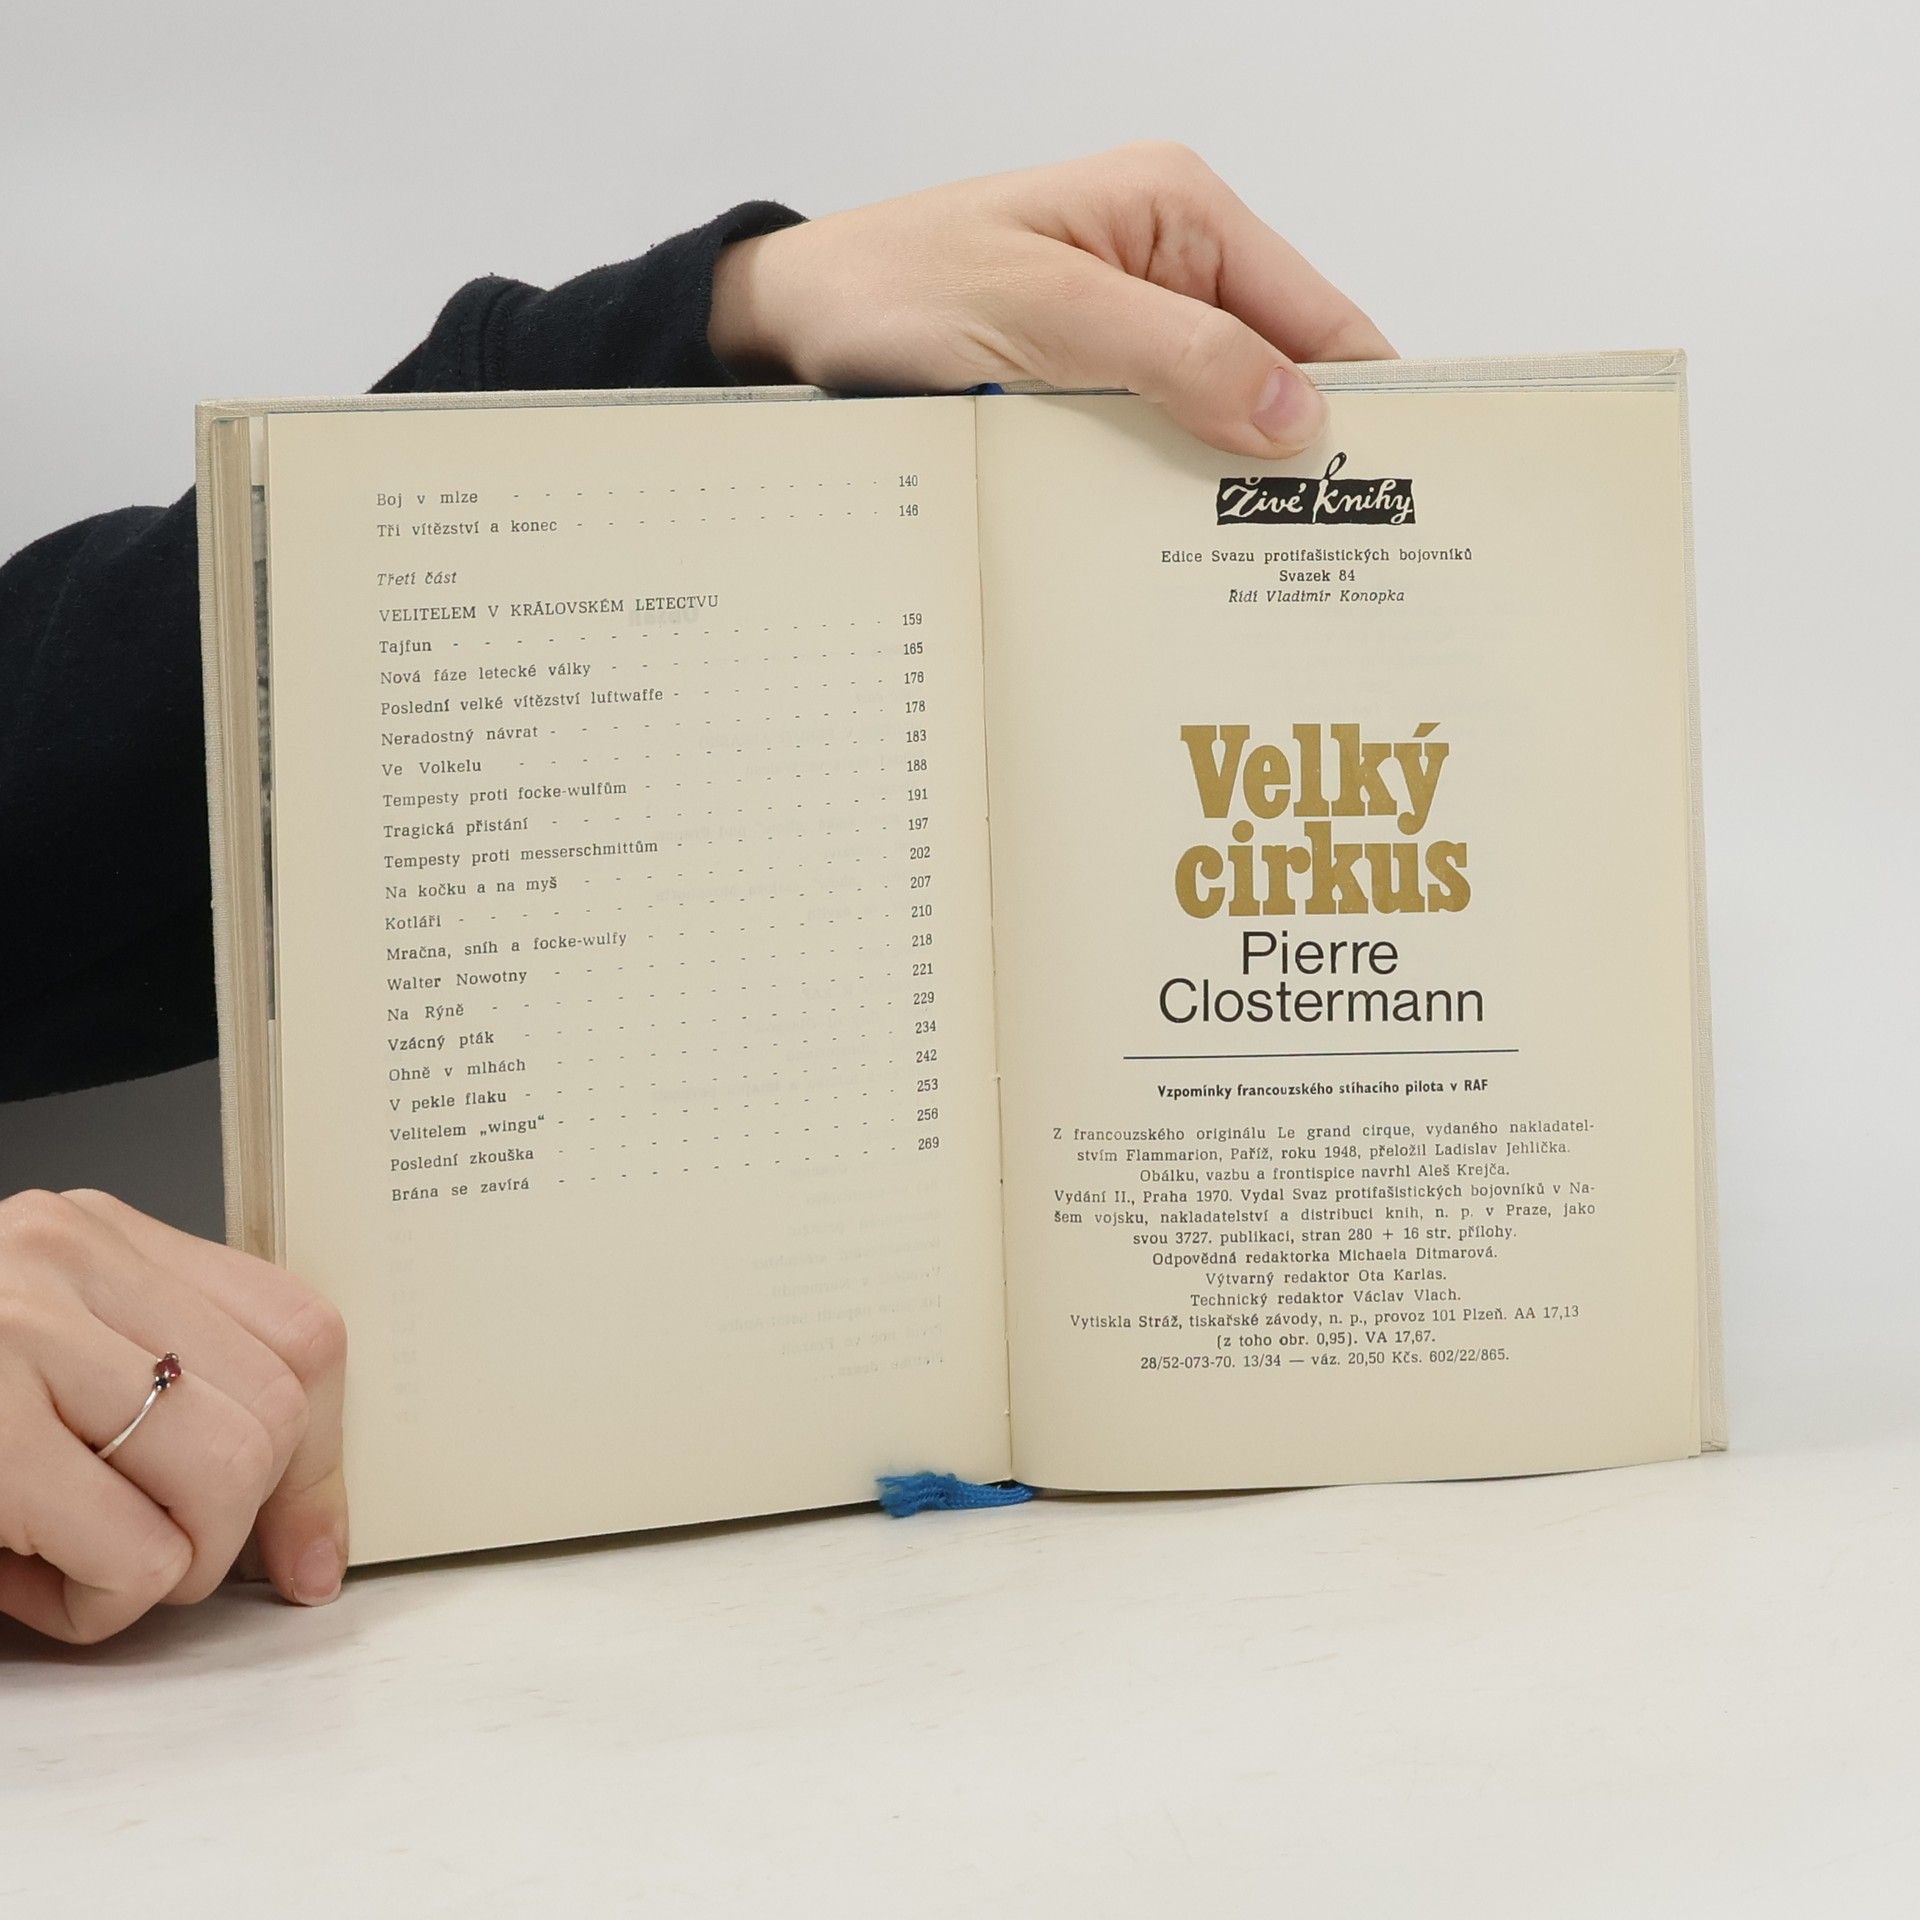 Boj v mlze - - - - - - - - - - - - 140
Tři vítězství a konec - - - - - - - - - - 146
Třetí část
VELITELEM V KRÁLOVSKÉM LETECTVU
Tajfun - - - - - - - - - - - - - - 159
Nová fáze letecké války - - - - - - - - - 165
Poslední velké vítězství luftwaffe - - - - - - - 176
Neradostný návrat - - - - - - - - - - - 178
Ve Volkelu - - - - - - - - - - - - 183
Tempesty proti focke-wulfům - - - - - - - - 188
Tragická přistání - - - - - - - - - - - 191
Tempesty proti messerschmittům - - - - - - - 197
Na kočku a na myš - - - - - - - - - - 202
Kotláři - - - - - - - - - - - - - - 207
Mračna, sníh a focke-wulfy - - - - - - - - 210
Walter Nowotny - - - - - - - - - - - 218
Na Rýně - - - - - - - - - - - - - 221
Vzácný pták - - - - - - - - - - - - 229
Ohně v mlhách - - - - - - - - - - - 234
V pekle flaku - - - - - - - - - - - - 242
Velitelem „wingu“ - - - - - - - - - - - 253
Poslední zkouška - - - - - - - - - - - 256
Brána se zavírá - - - - - - - - - - - 269
Živé knihy
Edice Svazu protifašistických bojovníků
Svazek 84
Řídí Vladimír Konopka
Velký
cirkus
Pierre
Clostermann
Vzpomínky francouzského stíhacího pilota v RAF
Z francouzského originálu Le grand cirque, vydaného nakladatel-
stvím Flammarion, Paříž, roku 1948, přeložil Ladislav Jehlička.
Obálku, vazbu a frontispice navrhl Aleš Krejča.
Vydání II., Praha 1970. Vydal Svaz protifašistických bojovníků v Na-
šem vojsku, nakladatelství a distribuci knih, n. p. v Praze, jako
svou 3727. publikaci, stran 280 + 16 str. přílohy.
Odpovědná redaktorka Michaela Ditmarová.
Výtvarný redaktor Ota Karlas.
Technický redaktor Václav Vlach.
Vytiskla Stráž, tiskařské závody, n. p., provoz 101 Plzeň. AA 17,13
(z toho obr. 0,95). VA 17,67.
28/52-073-70. 13/34 — váz. 20,50 Kčs. 602/22/865.